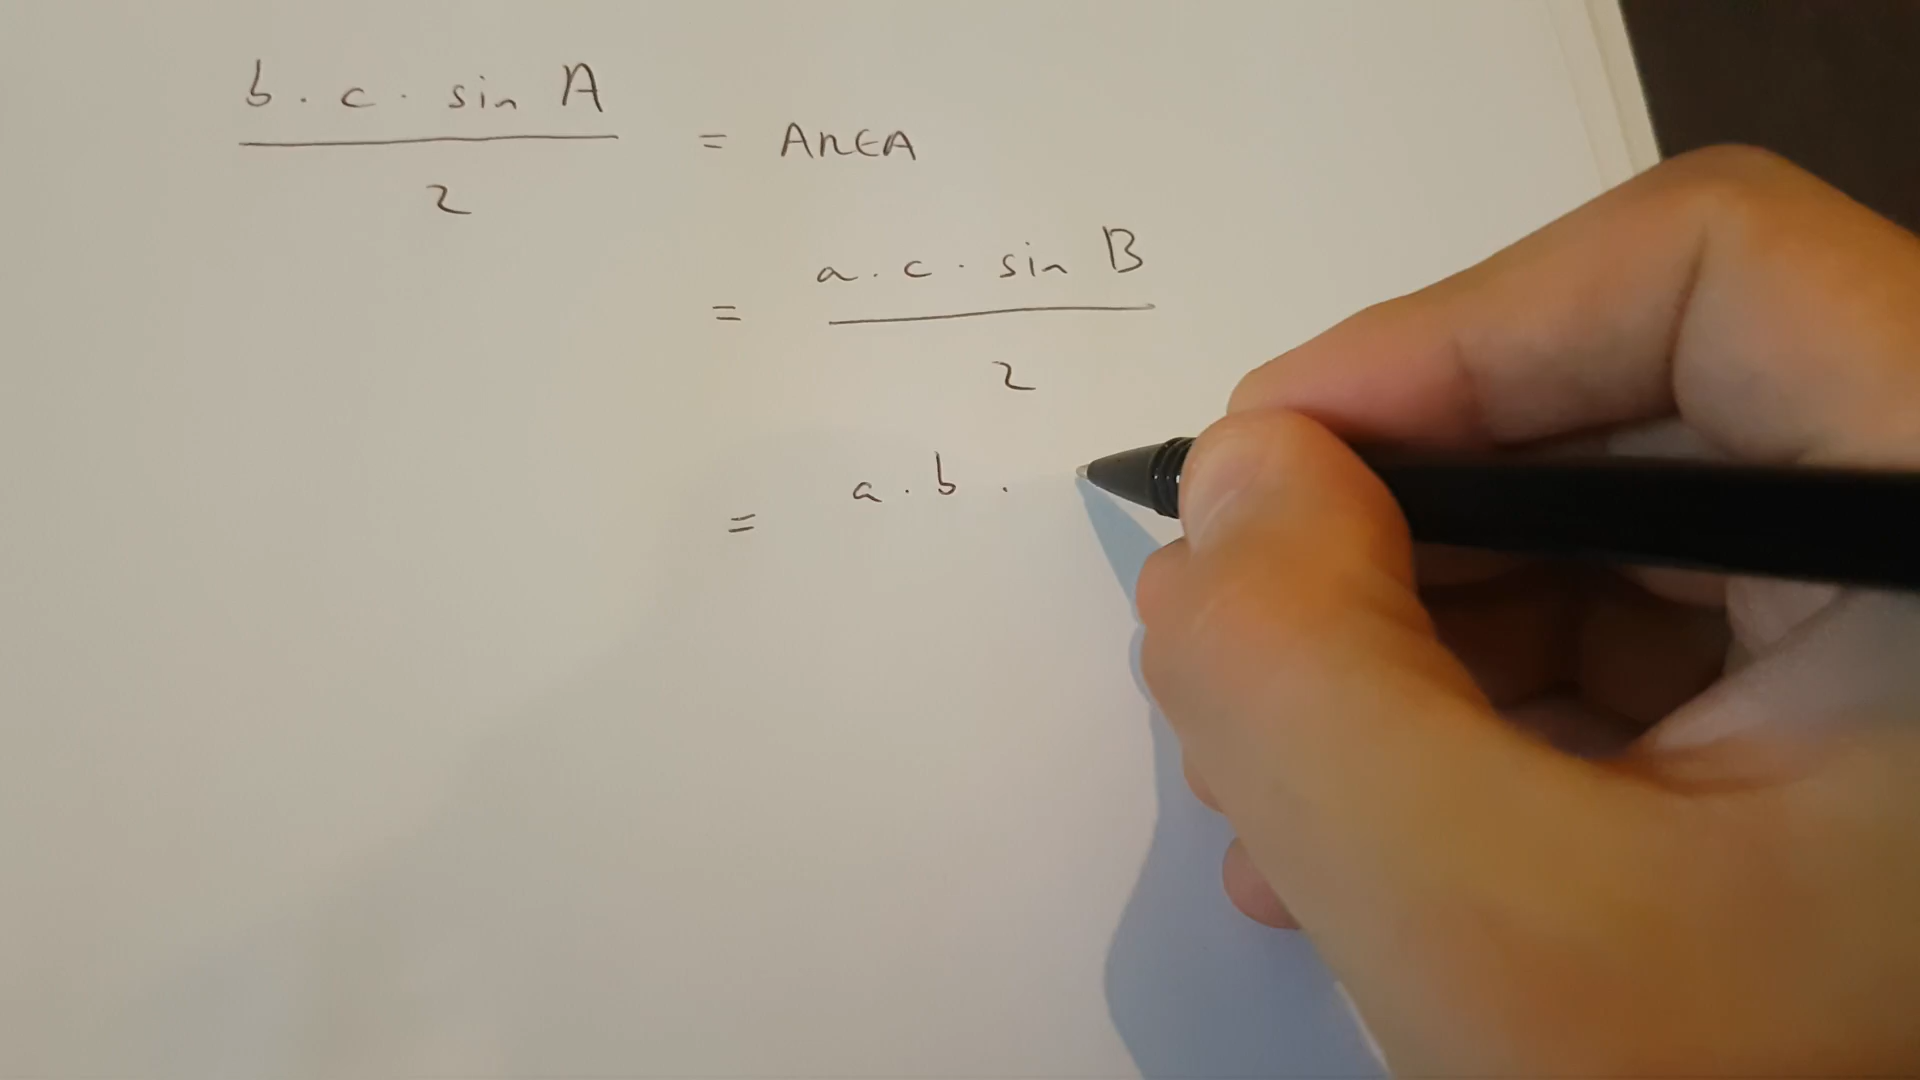 b . c . sin A
2
= AREA
= a . c . sin B
2
= a . b .